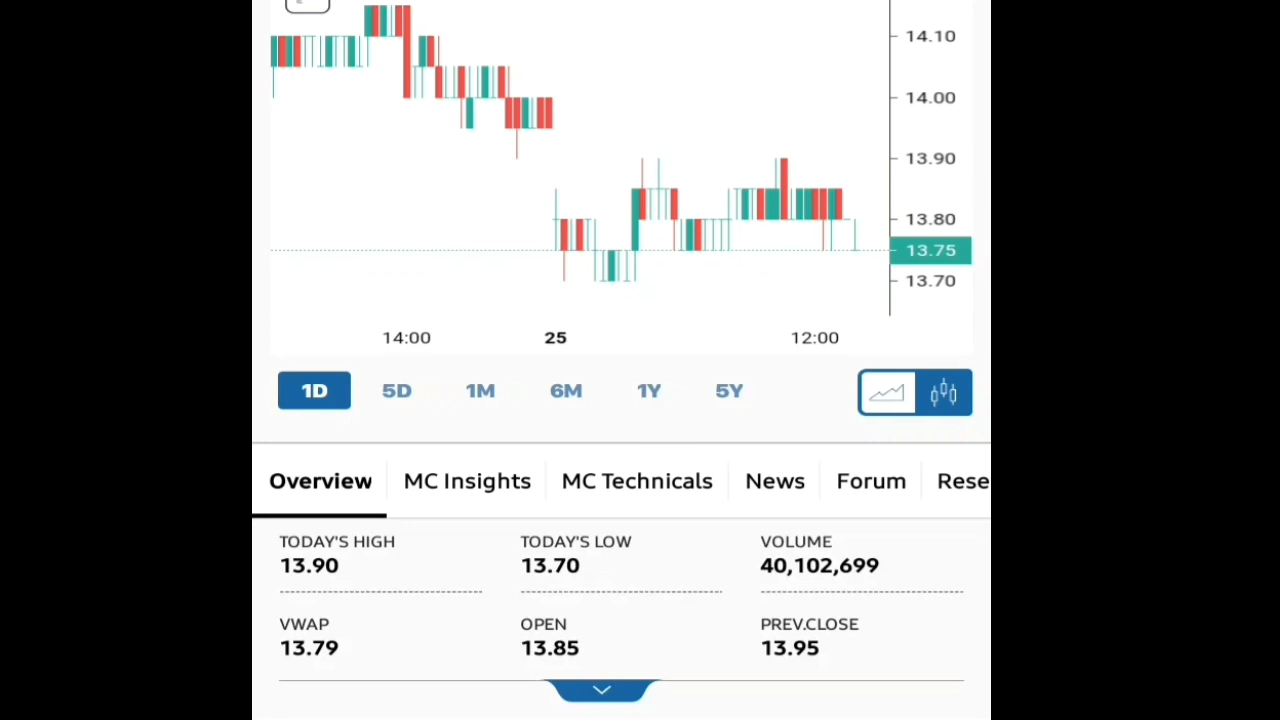 14.10
14.00
13.90
13.80
13.75
13.70
14:00 25 12:00
1D 5D 1M 6M 1Y 5Y
Overview MC Insights MC Technicals News Forum Rese
TODAY'S HIGH TODAY'S LOW VOLUME
13.90 13.70 40,102,699
VWAP OPEN PREV.CLOSE
13.79 13.85 13.95